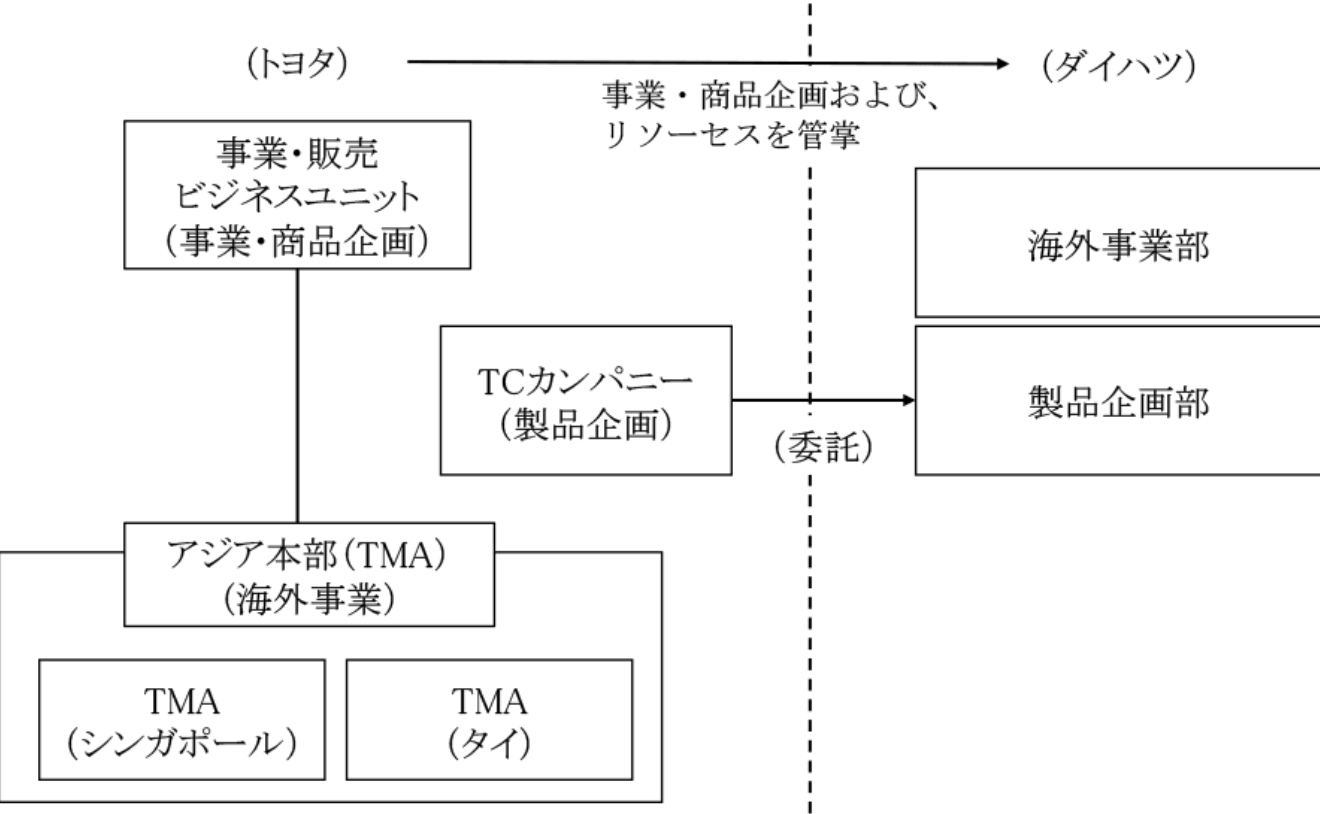 (トヨタ)
(ダイハツ)
事業・商品企画および、
リソーセスを管掌
事業・販売
ビジネスユニット
(事業・商品企画)
海外事業部
TCカンパニー
(製品企画)
(委託)
製品企画部
アジア本部(TMA)
(海外事業)
TMA
(シンガポール)
TMA
(タイ)